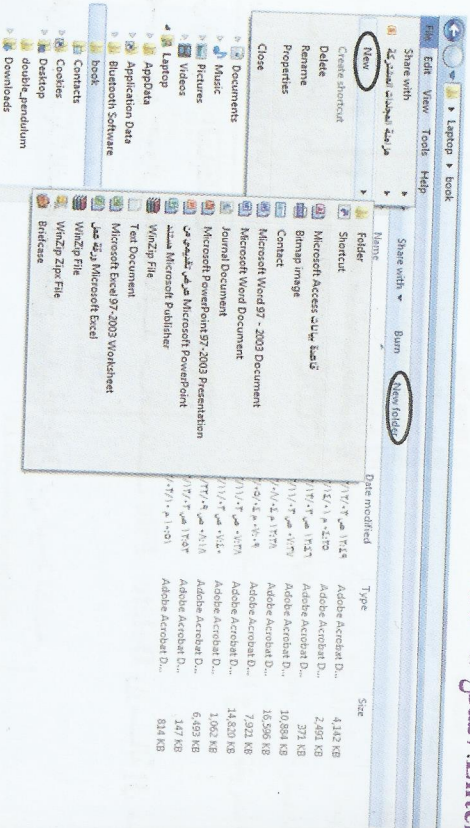 Laptop ▸ book
File Edit View Tools Help
Share with ▾ Burn New folder
Share with
مزامنة المجلدات المشتركة
New
Create shortcut
Delete
Rename
Properties
Close
Folder
Shortcut
قاعدة بيانات Microsoft Access
Bitmap image
Contact
Microsoft Word 97 - 2003 Document
Microsoft Word Document
Journal Document
Microsoft PowerPoint 97-2003 Presentation
عرض تقديمي من Microsoft PowerPoint
مستند Microsoft Publisher
WinZip File
Text Document
Microsoft Excel 97-2003 Worksheet
ورقة عمل Microsoft Excel
WinZip File
WinZip Zipx File
Briefcase
Documents
Music
Pictures
Videos
Laptop
AppData
Application Data
Bluetooth Software
book
Contacts
Cookies
Desktop
double_pendulum
Downloads
Name Date modified Type Size
Adobe Acrobat D... 4,142 KB
Adobe Acrobat D... 2,491 KB
Adobe Acrobat D... 371 KB
Adobe Acrobat D... 10,884 KB
Adobe Acrobat D... 16,596 KB
Adobe Acrobat D... 7,921 KB
Adobe Acrobat D... 14,820 KB
Adobe Acrobat D... 1,062 KB
Adobe Acrobat D... 6,493 KB
Adobe Acrobat D... 147 KB
Adobe Acrobat D... 814 KB